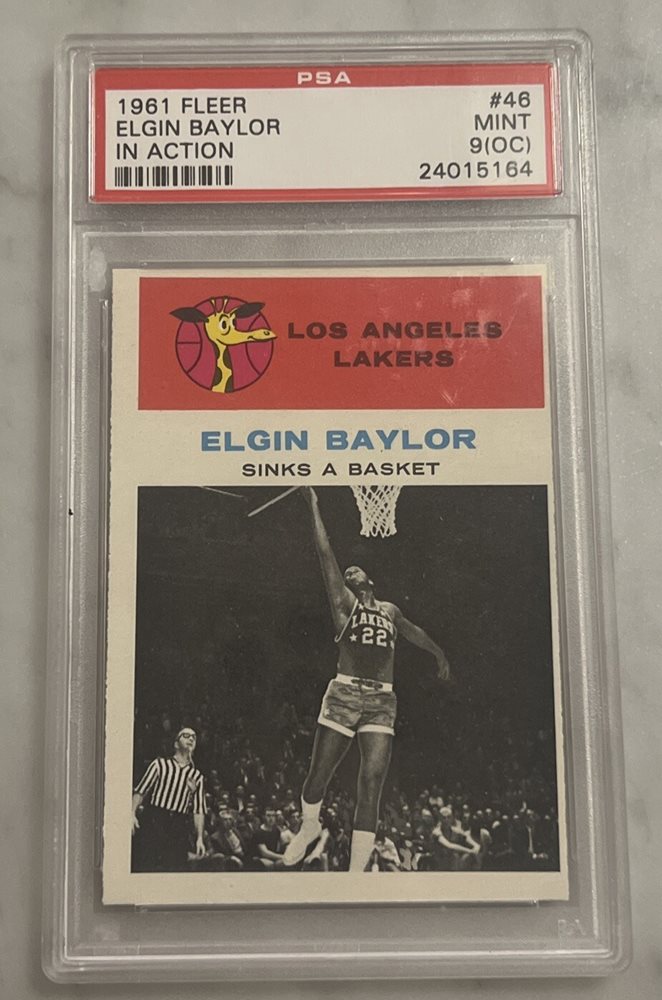 PSA
1961 FLEER #46
ELGIN BAYLOR MINT
IN ACTION 9(OC)
24015164
LOS ANGELES
LAKERS
ELGIN BAYLOR
SINKS A BASKET
LAKERS
22